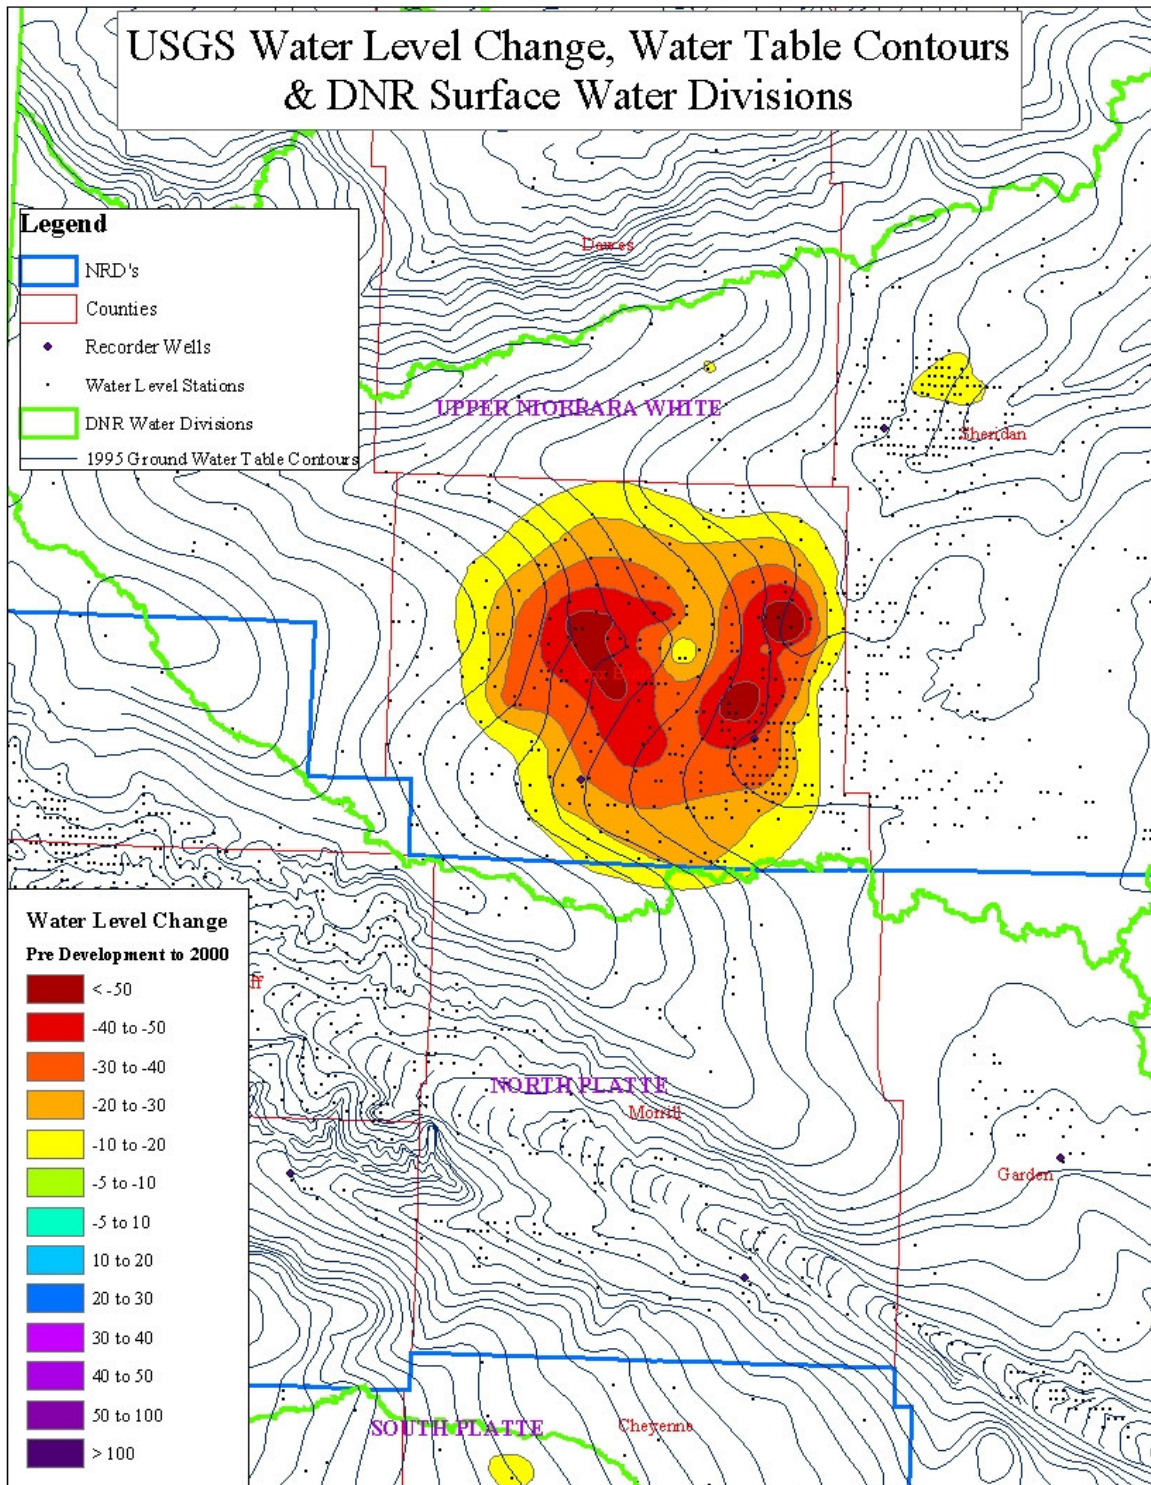 USGS Water Level Change, Water Table Contours
& DNR Surface Water Divisions
Legend
NRD's
Counties
Recorder Wells
Water Level Stations
DNR Water Divisions
1995 Ground Water Table Contours
Dawes
UPPER NIOBRARA WHITE
Sheridan
Water Level Change
Pre Development to 2000
< -50
-40 to -50
-30 to -40
-20 to -30
-10 to -20
-5 to -10
-5 to 10
10 to 20
20 to 30
30 to 40
40 to 50
50 to 100
> 100
ff
NORTH PLATTE
Morrill
Garden
SOUTH PLATTE
Cheyenne